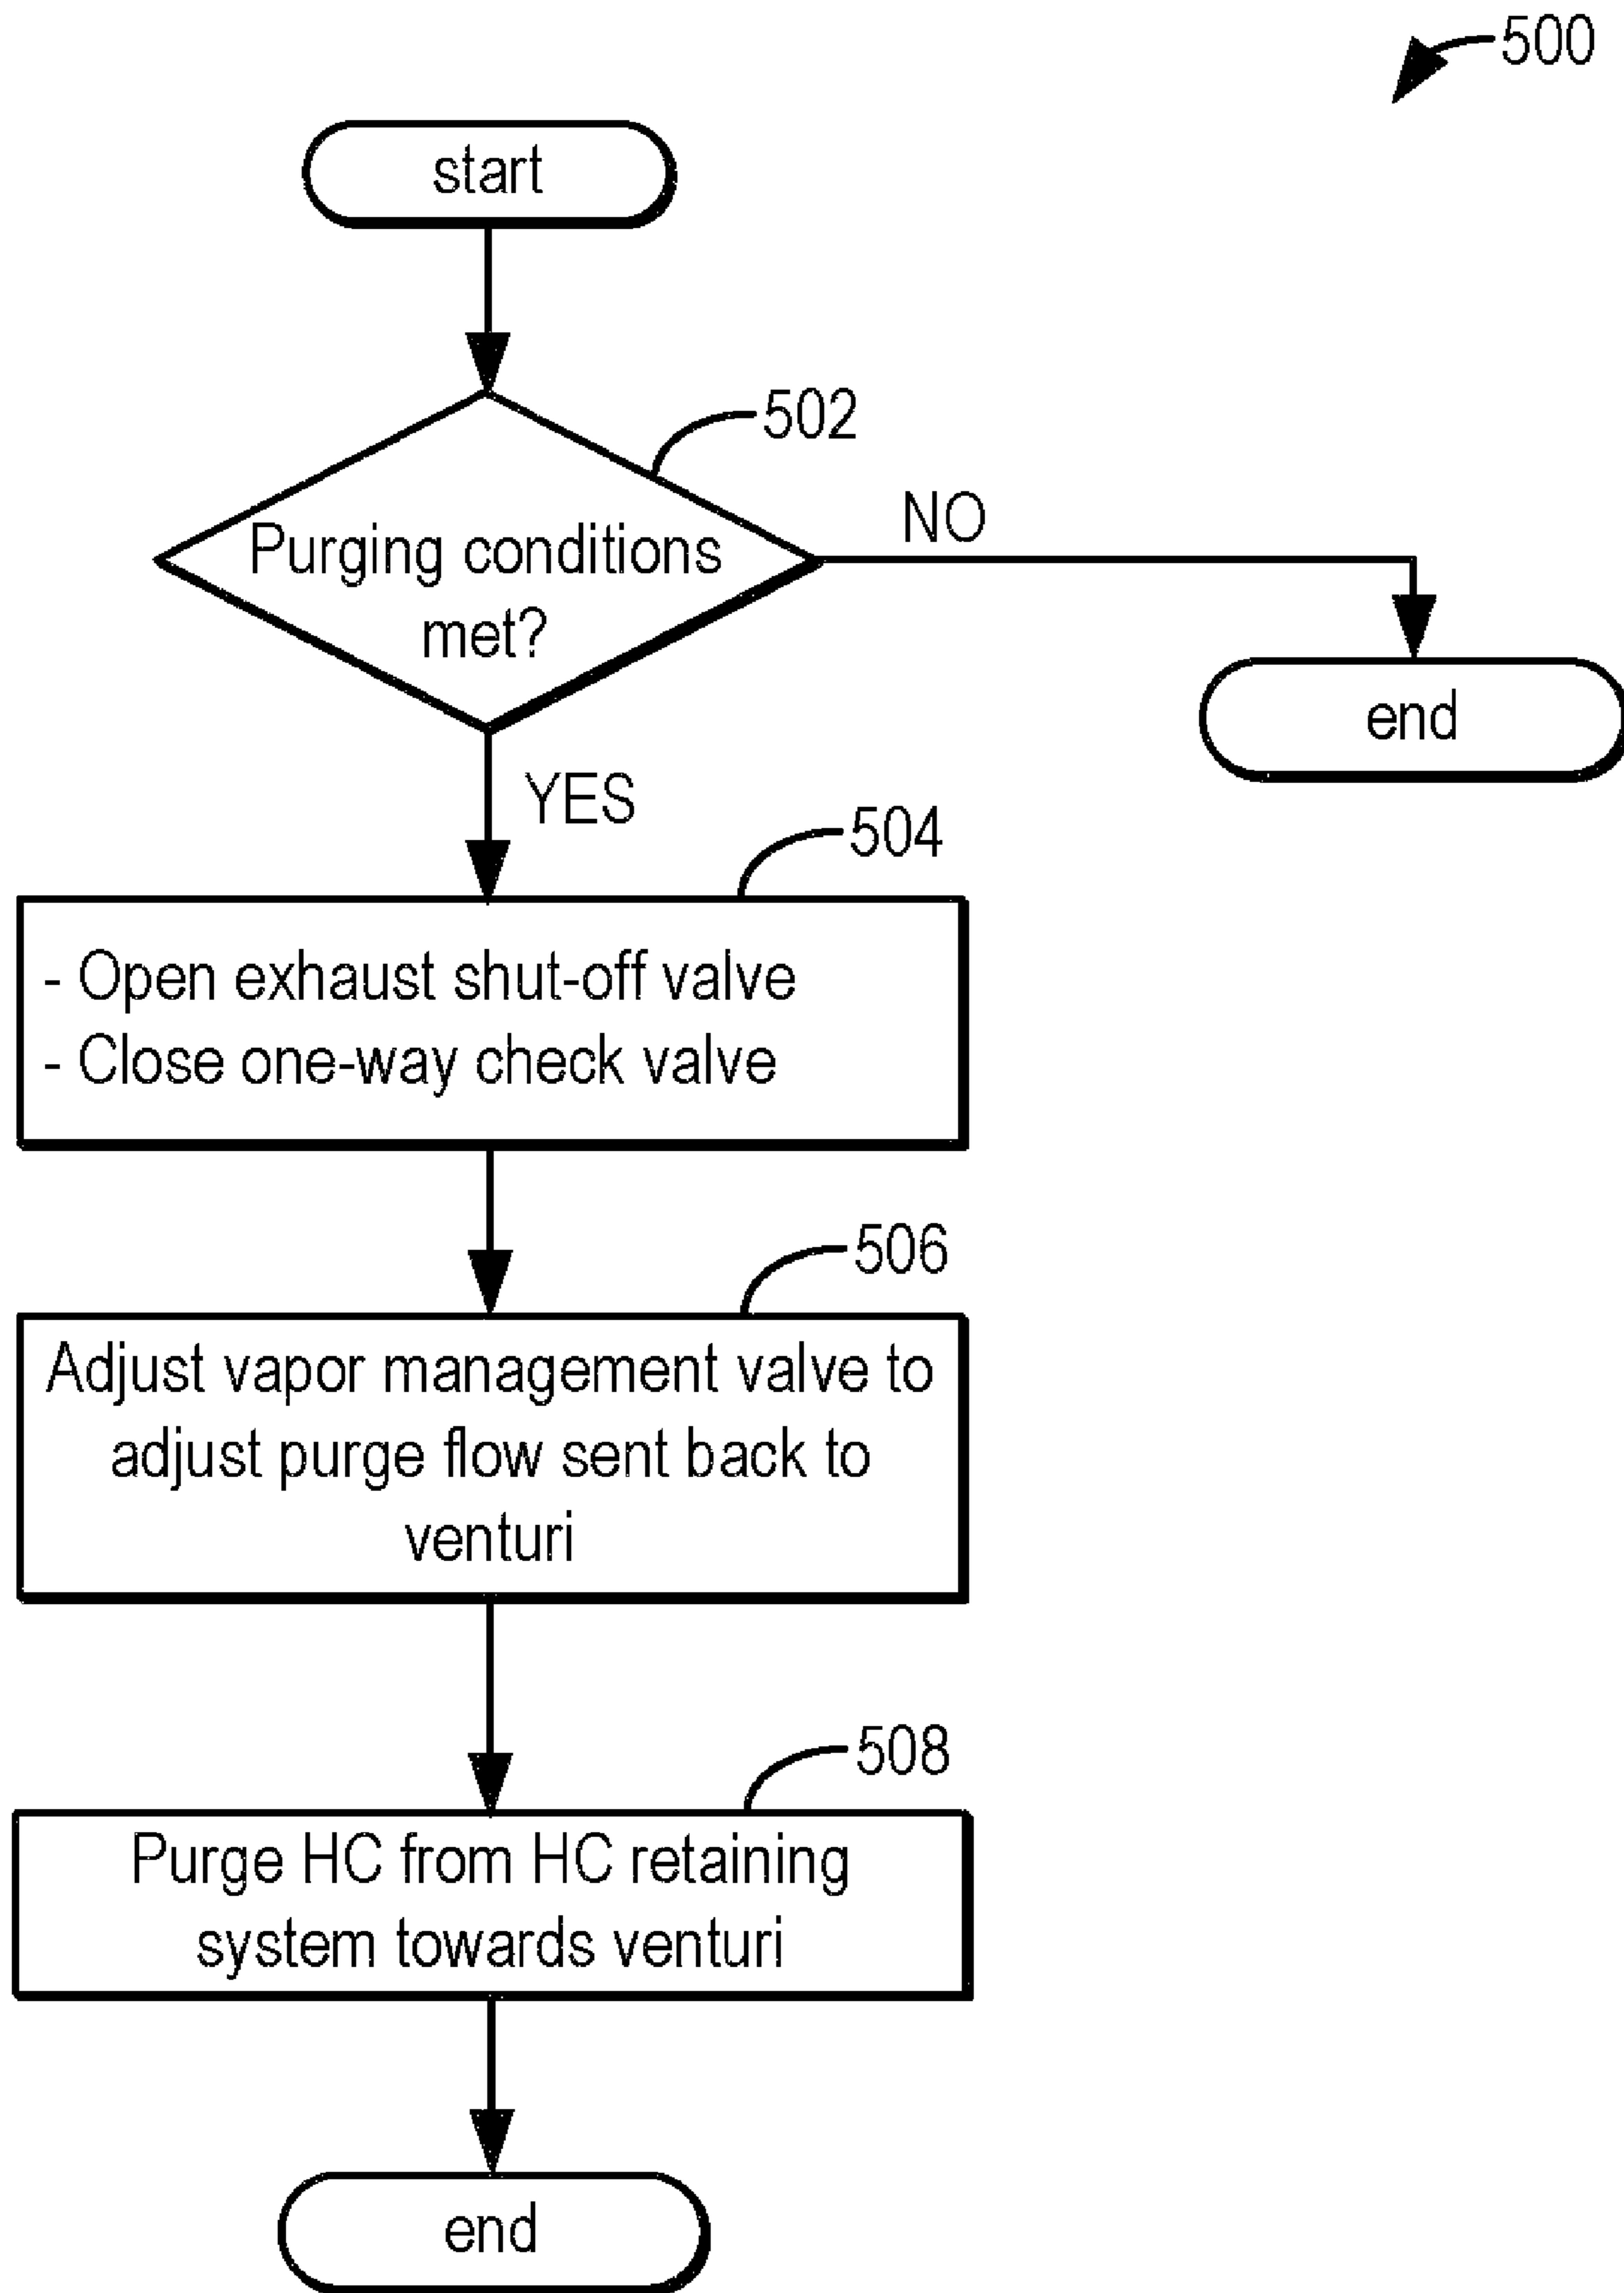 500
start
502
Purging conditions
met?
NO
end
YES
504
- Open exhaust shut-off valve
- Close one-way check valve
506
Adjust vapor management valve to
adjust purge flow sent back to
venturi
508
Purge HC from HC retaining
system towards venturi
end